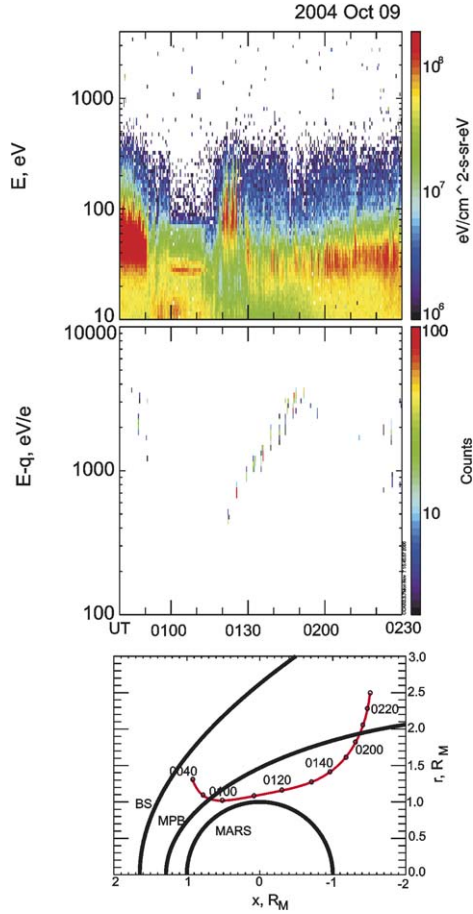 2004 Oct 09
E, eV
1000
100
10
10^8
10^7
10^6
eV/cm ^ 2-s-sr-eV
E-q, eV/e
10000
1000
100
100
10
Counts
UT 0100 0130 0200 0230
BS
MPB
MARS
0040
0100
0120
0140
0200
0220
3.0
2.5
2.0
1.5
1.0
0.5
0.0
r, R_M
2 1 0 -1 -2
x, R_M